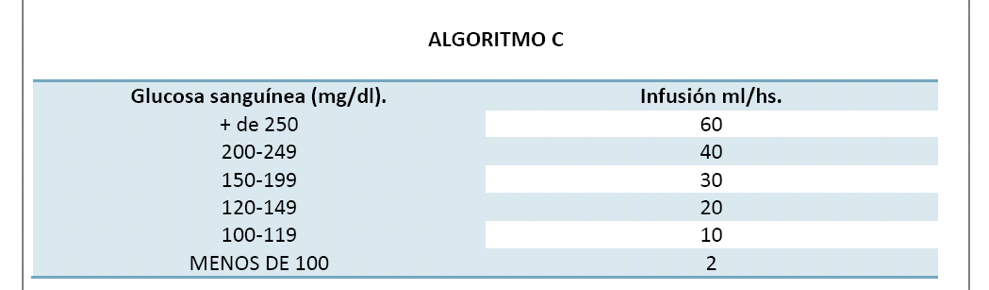 ALGORITMO C
Glucosa sanguínea (mg/dl). Infusión ml/hs.
+ de 250 60
200-249 40
150-199 30
120-149 20
100-119 10
MENOS DE 100 2